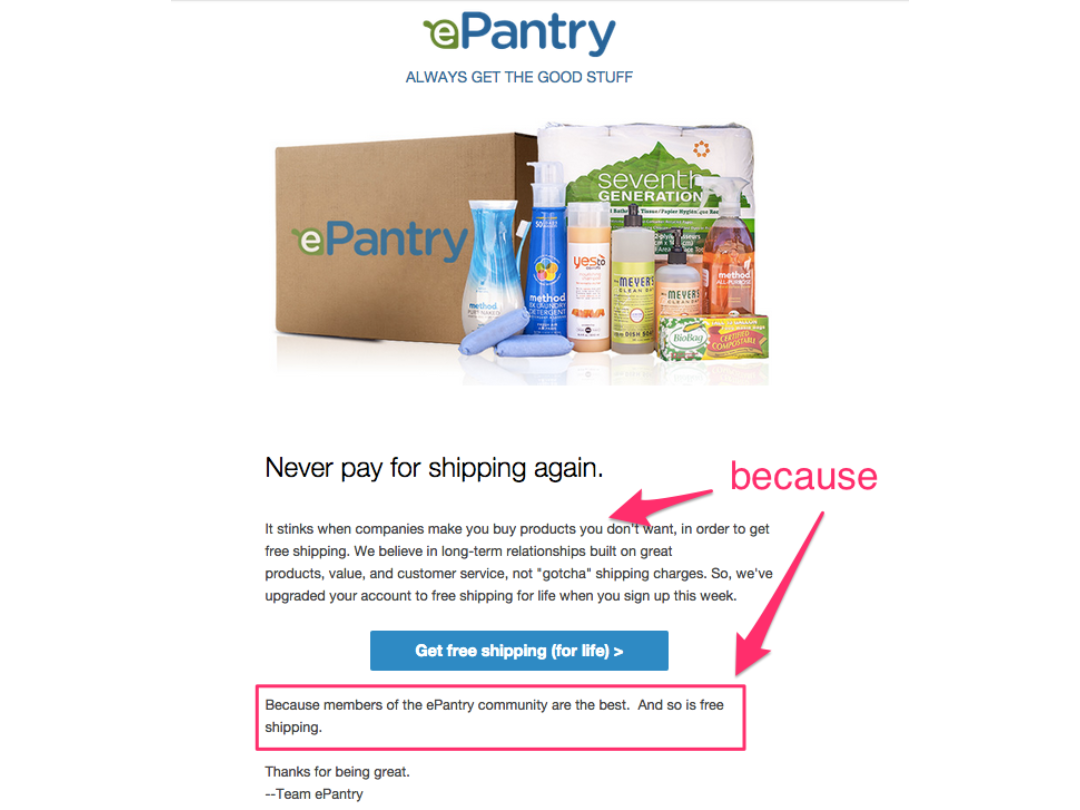 ePantry
ALWAYS GET THE GOOD STUFF
ePantry
seventh
GENERATION
method
50
method
8X LAUNDRY
DETERGENT
yesto
MEYER'S
CLEAN DAY
DISH SOAP
MEYER'S
CLEAN DAY
method
ALL-PURPOSE
BioBag
CERTIFIED
COMPOSTABLE
Never pay for shipping again.
because
It stinks when companies make you buy products you don't want, in order to get
free shipping. We believe in long-term relationships built on great
products, value, and customer service, not "gotcha" shipping charges. So, we've
upgraded your account to free shipping for life when you sign up this week.
Get free shipping (for life) >
Because members of the ePantry community are the best.  And so is free
shipping.
Thanks for being great.
--Team ePantry